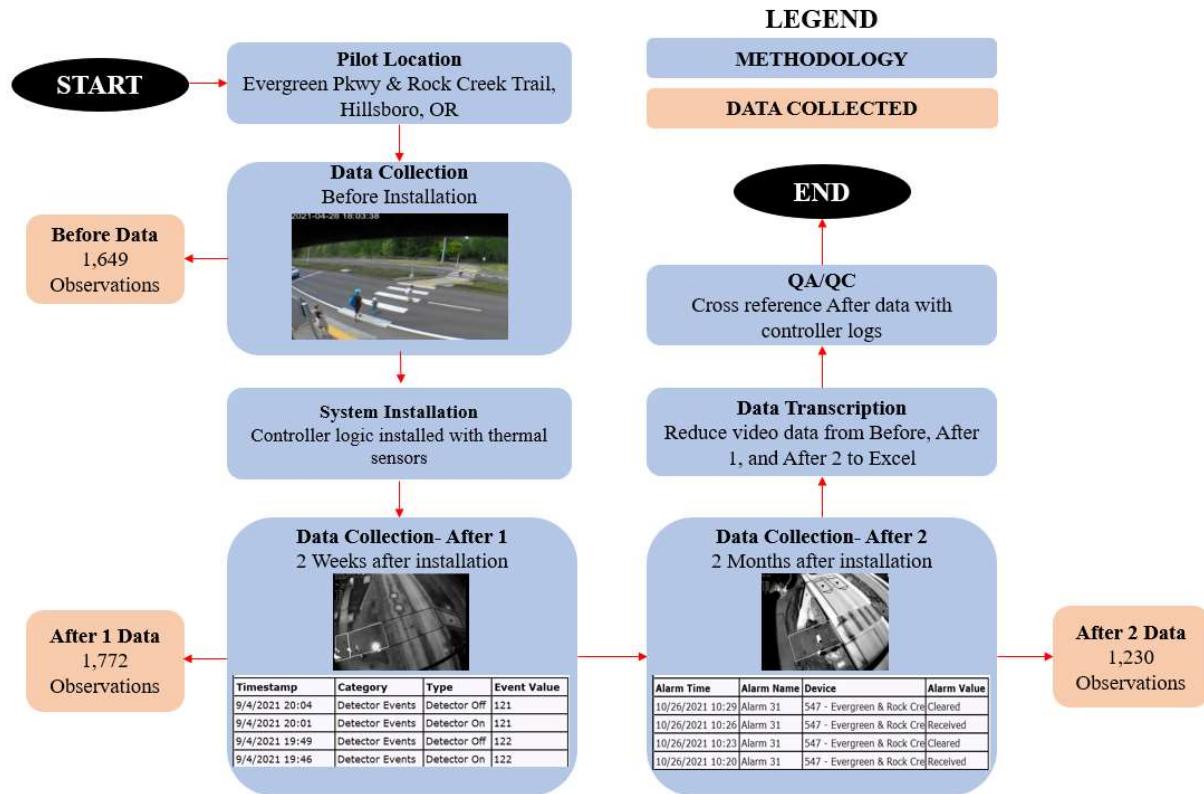 LEGEND
METHODOLOGY
DATA COLLECTED
START
Pilot Location
Evergreen Pkwy & Rock Creek Trail,
Hillsboro, OR
Data Collection
Before Installation
2021-04-28 18:03:38
Before Data
1,649
Observations
System Installation
Controller logic installed with thermal
sensors
Data Collection- After 1
2 Weeks after installation
Timestamp Category Type Event Value
9/4/2021 20:04 Detector Events Detector Off 121
9/4/2021 20:01 Detector Events Detector On 121
9/4/2021 19:49 Detector Events Detector Off 122
9/4/2021 19:46 Detector Events Detector On 122
After 1 Data
1,772
Observations
Data Collection- After 2
2 Months after installation
Alarm Time Alarm Name Device Alarm Value
10/26/2021 10:29 Alarm 31 547 - Evergreen & Rock Cre Cleared
10/26/2021 10:26 Alarm 31 547 - Evergreen & Rock Cre Received
10/26/2021 10:23 Alarm 31 547 - Evergreen & Rock Cre Cleared
10/26/2021 10:20 Alarm 31 547 - Evergreen & Rock Cre Received
After 2 Data
1,230
Observations
Data Transcription
Reduce video data from Before, After
1, and After 2 to Excel
QA/QC
Cross reference After data with
controller logs
END